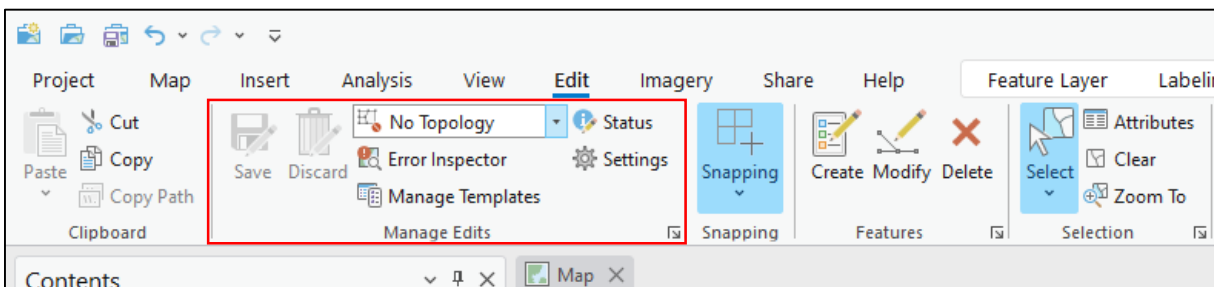 Project Map Insert Analysis View Edit Imagery Share Help Feature Layer
Cut No Topology Status Attributes
Copy Error Inspector Settings Clear
Paste Save Discard Snapping Create Modify Delete Select
Copy Path Manage Templates Zoom To
Clipboard Manage Edits Snapping Features Selection
Contents Map